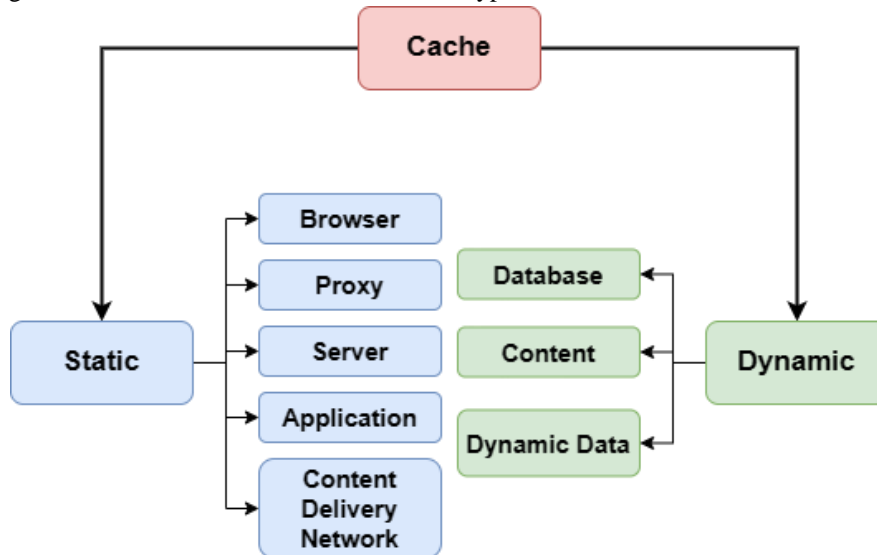 Cache
Static
Browser
Proxy
Server
Application
Content
Delivery
Network
Database
Content
Dynamic Data
Dynamic